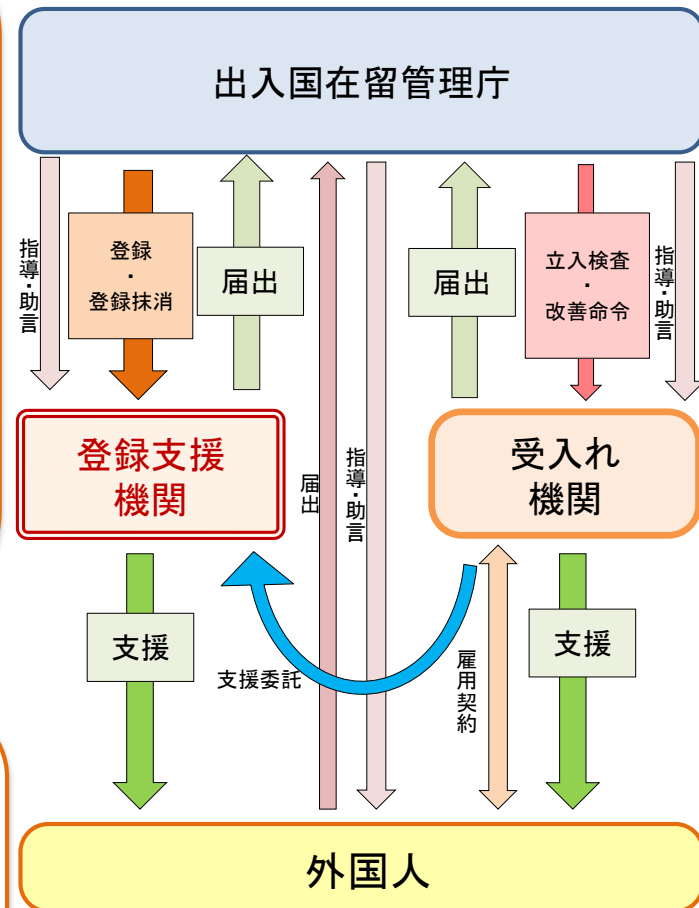 出入国在留管理庁
指導・助言
登録
・
登録抹消
届出
届出
立入検査
・
改善命令
指導・助言
登録支援
機関
届出
指導・助言
受入れ
機関
支援
支援委託
雇用契約
支援
外国人